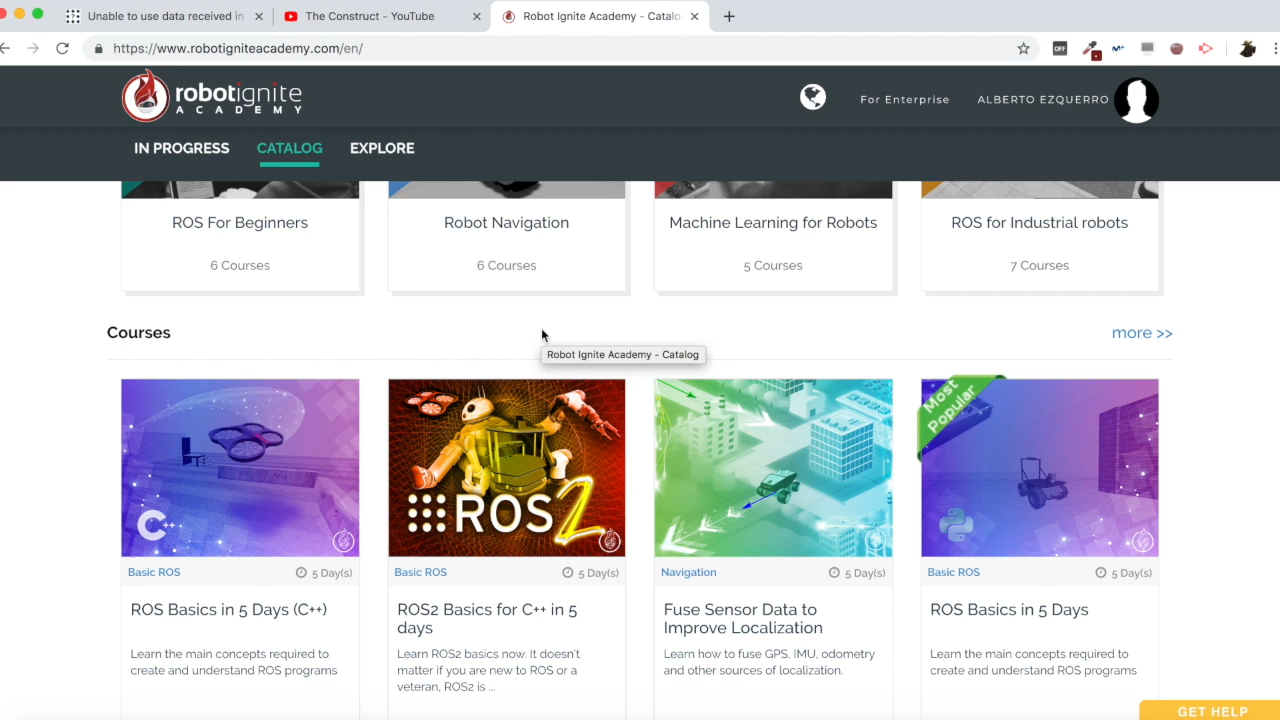 Unable to use data received in
The Construct - YouTube
Robot Ignite Academy - Catalo
https://www.robotigniteacademy.com/en/
OFF
robotignite
ACADEMY
For Enterprise
ALBERTO EZQUERRO
IN PROGRESS
CATALOG
EXPLORE
ROS For Beginners
Robot Navigation
Machine Learning for Robots
ROS for Industrial robots
6 Courses
6 Courses
5 Courses
7 Courses
Courses
more >>
Robot Ignite Academy - Catalog
C++
ROS2
Most
Popular
Basic ROS
5 Day(s)
Basic ROS
5 Day(s)
Navigation
5 Day(s)
Basic ROS
5 Day(s)
ROS Basics in 5 Days (C++)
ROS2 Basics for C++ in 5
days
Fuse Sensor Data to
Improve Localization
ROS Basics in 5 Days
Learn the main concepts required to
create and understand ROS programs
Learn ROS2 basics now. It doesn't
matter if you are new to ROS or a
veteran, ROS2 is ...
Learn how to fuse GPS, IMU, odometry
and other sources of localization.
Learn the main concepts required to
create and understand ROS programs
GET HELP